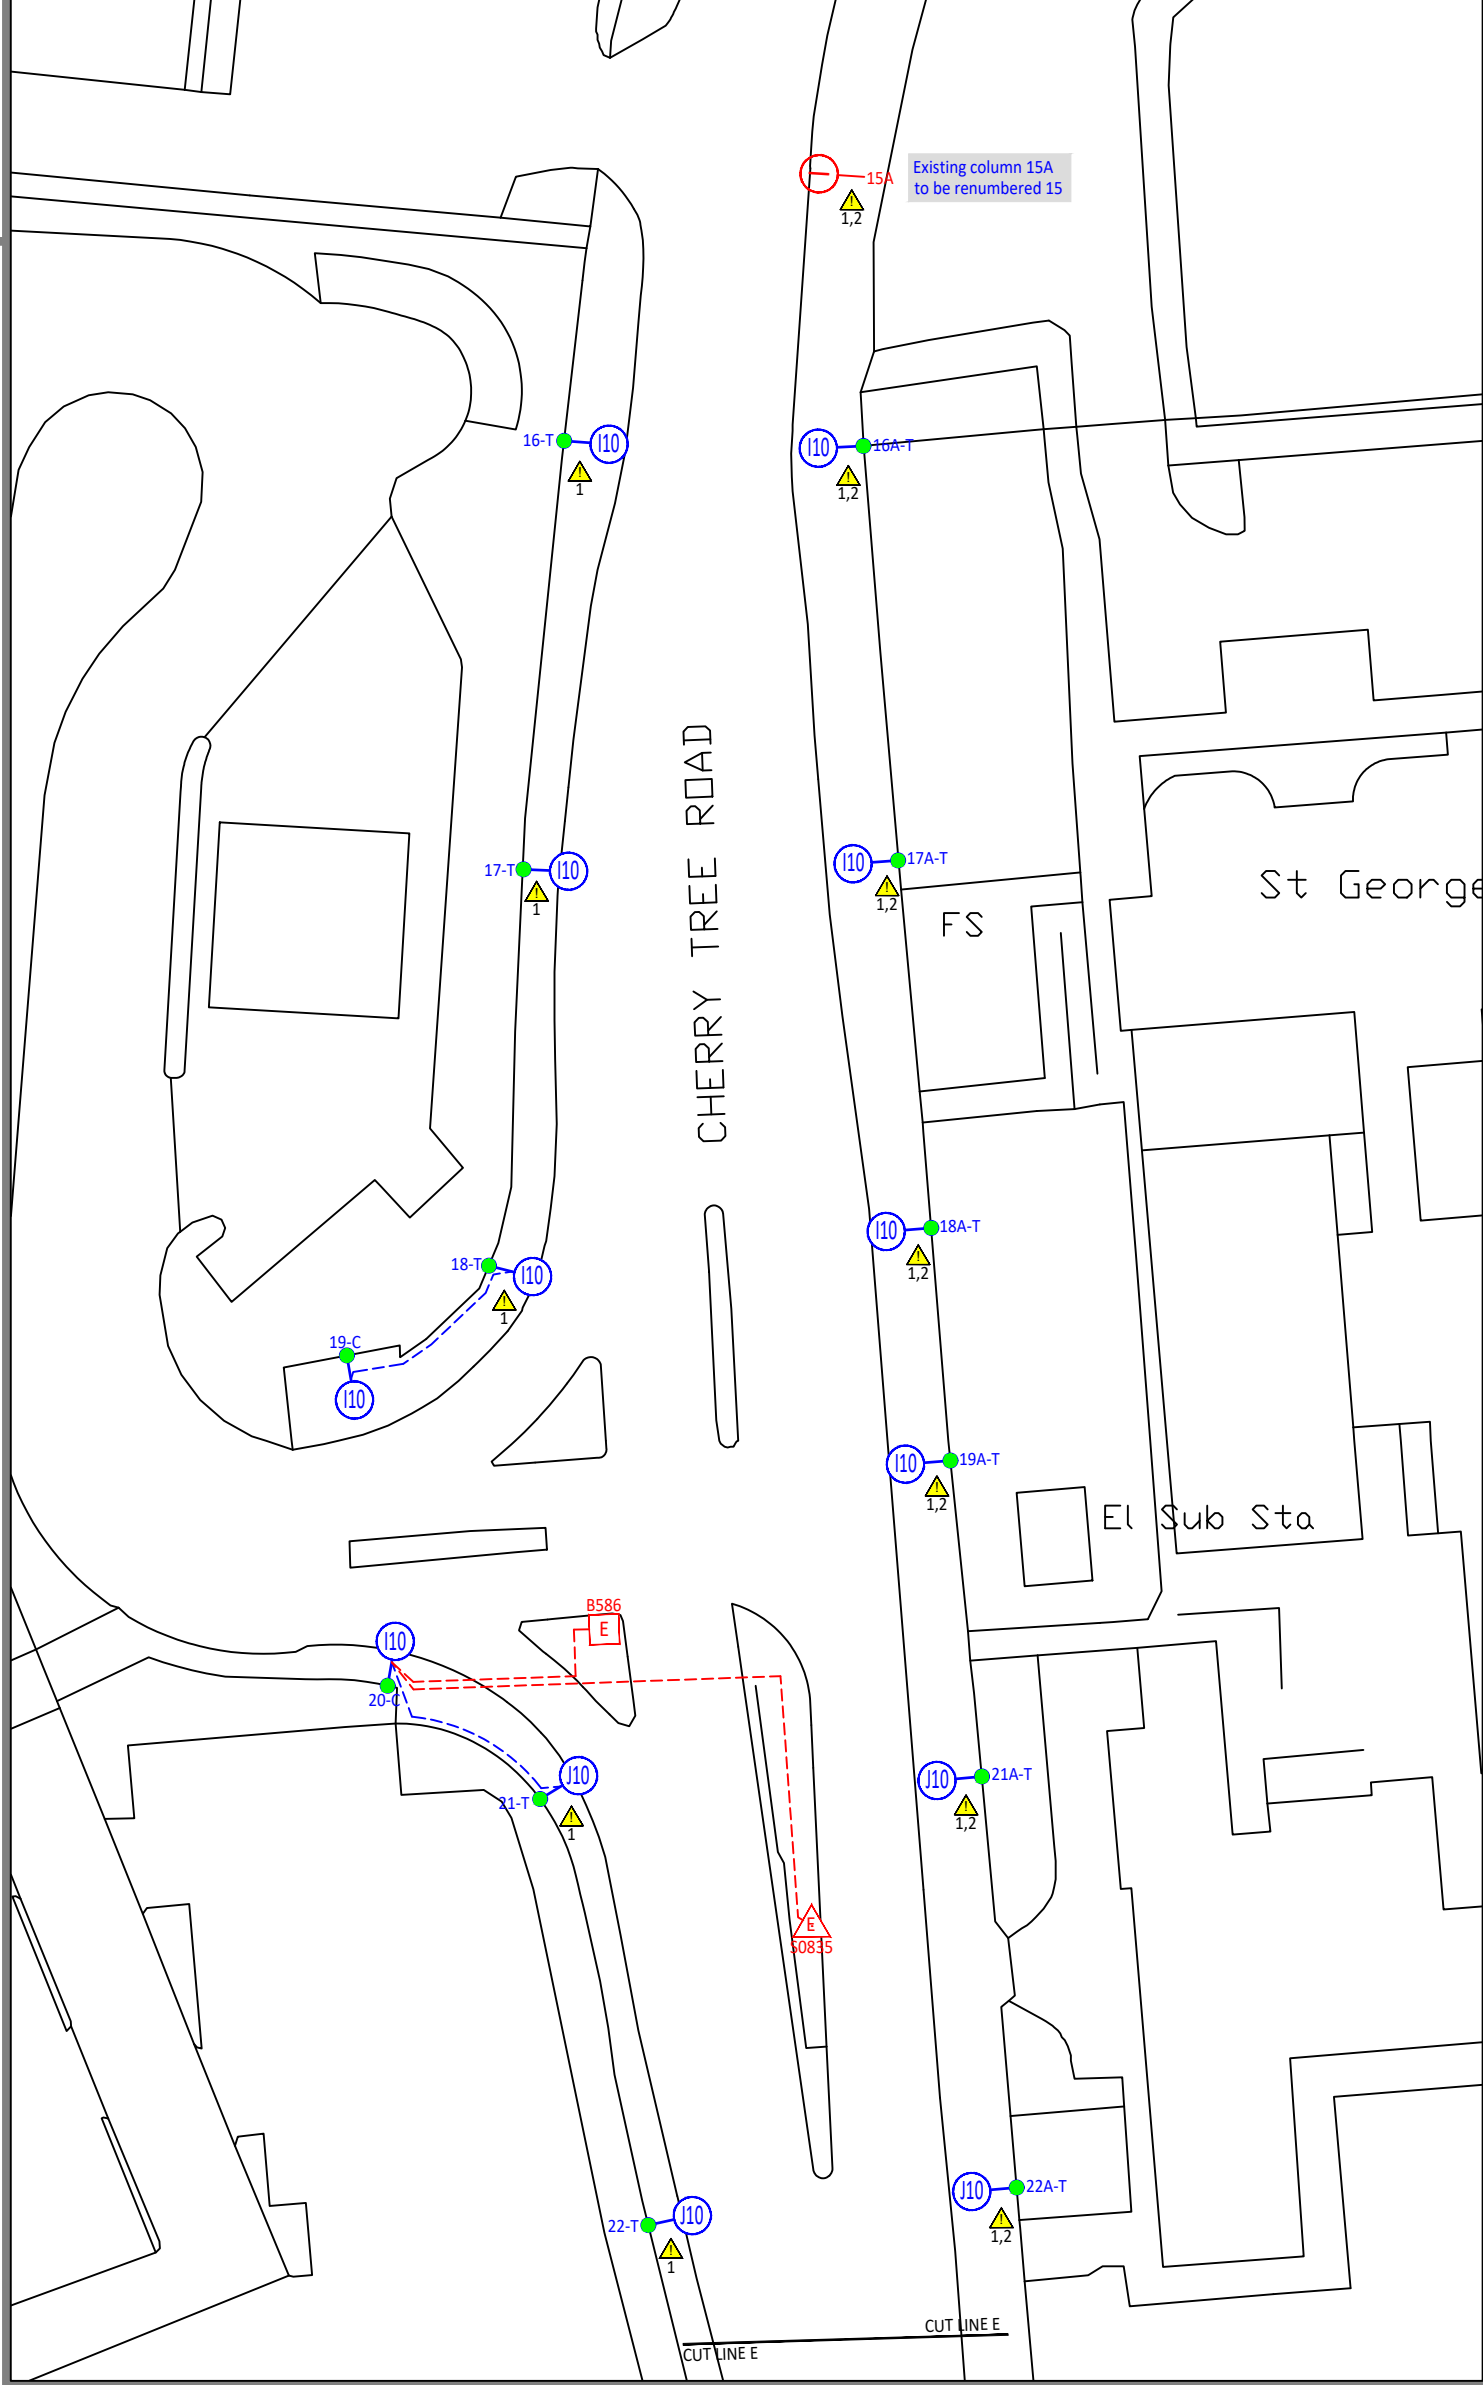 15A
Existing column 15A
to be renumbered 15
!
1,2
16-T
I10
!
1
I10
16A-T
!
1,2
CHERRY TREE ROAD
17-T
I10
!
1
I10
17A-T
!
1,2
St George
FS
18-T
I10
!
1
I10
18A-T
!
1,2
19-C
I10
I10
19A-T
!
1,2
El Sub Sta
B586
E
I10
20-C
J10
21-T
!
1
J10
21A-T
!
1,2
E
S0835
22-T
J10
!
1
J10
22A-T
!
1,2
CUT LINE E
CUT LINE E